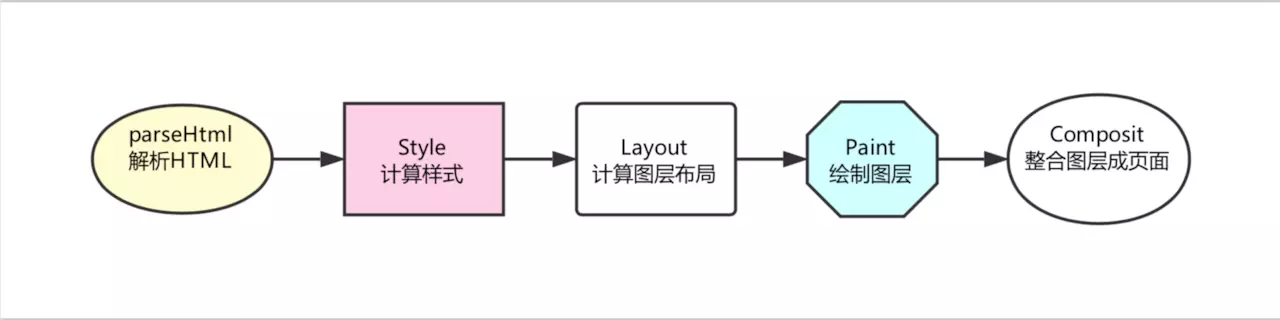 parseHtml
解析HTML
Style
计算样式
Layout
计算图层布局
Paint
绘制图层
Composit
整合图层成页面